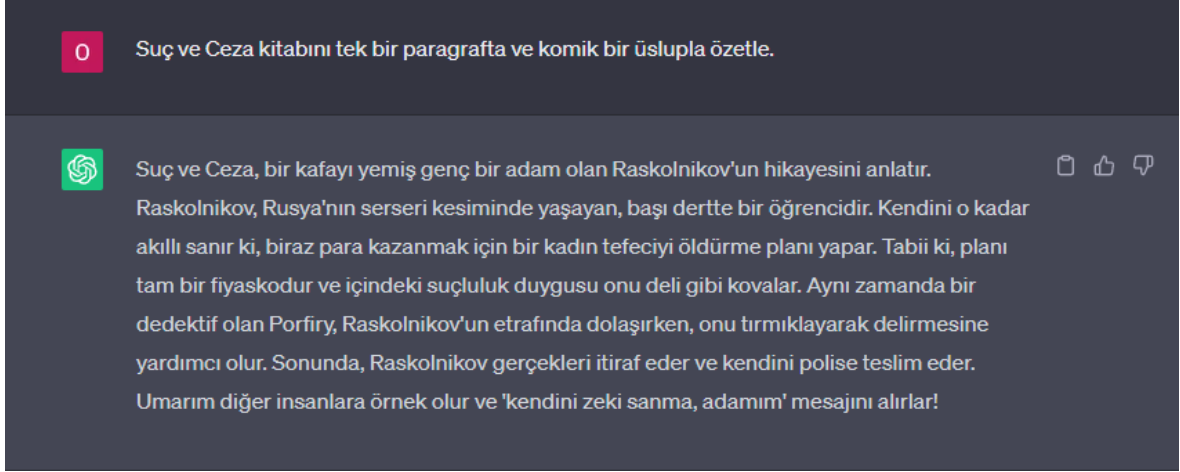 O
Suç ve Ceza kitabını tek bir paragrafta ve komik bir üslupla özetle.
Suç ve Ceza, bir kafayı yemiş genç bir adam olan Raskolnikov'un hikayesini anlatır.
Raskolnikov, Rusya'nın serseri kesiminde yaşayan, başı dertte bir öğrencidir. Kendini o kadar
akıllı sanır ki, biraz para kazanmak için bir kadın tefeciyi öldürme planı yapar. Tabii ki, planı
tam bir fiyaskodur ve içindeki suçluluk duygusu onu deli gibi kovalar. Aynı zamanda bir
dedektif olan Porfiry, Raskolnikov'un etrafında dolaşırken, onu tırmıklayarak delirmesine
yardımcı olur. Sonunda, Raskolnikov gerçekleri itiraf eder ve kendini polise teslim eder.
Umarım diğer insanlara örnek olur ve 'kendini zeki sanma, adamım' mesajını alırlar!